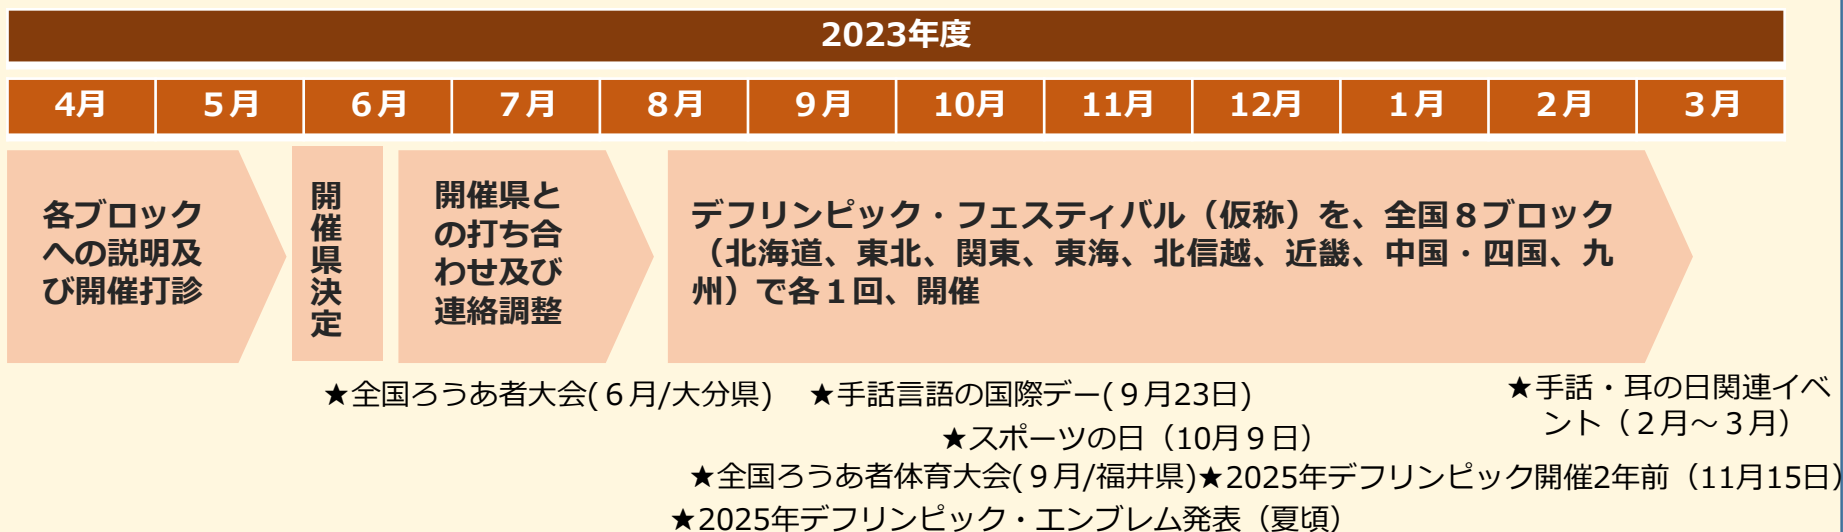 2023年度
4月 ５月 ６月 ７月 ８月 ９月 10月 11月 12月 １月 ２月 ３月
各ブロック
への説明及
び開催打診
開催県決定
開催県と
の打ち合
わせ及び
連絡調整
デフリンピック・フェスティバル（仮称）を、全国８ブロック
（北海道、東北、関東、東海、北信越、近畿、中国・四国、九
州）で各１回、開催
★全国ろうあ者大会(６月/大分県)
★手話言語の国際デー(９月23日)
★手話・耳の日関連イベ
ント（２月～３月）
★スポーツの日（10月９日）
★全国ろうあ者体育大会(９月/福井県)★2025年デフリンピック開催2年前（11月15日）
★2025年デフリンピック・エンブレム発表（夏頃）